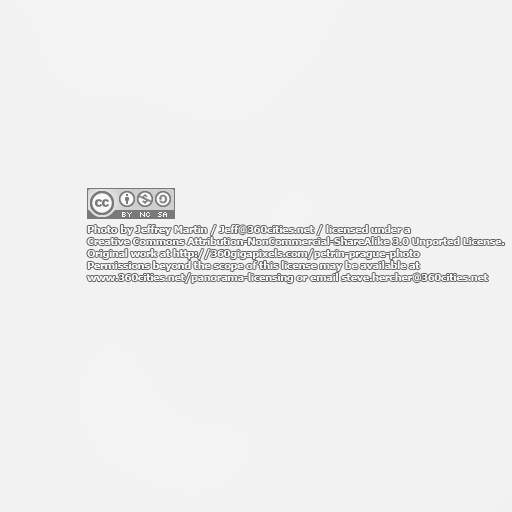 cc
BY NC SA
Photo by Jeffrey Martin / Jeff@360cities.net / licensed under a
Creative Commons Attribution-NonCommercial-ShareAlike 3.0 Unported License.
Original work at http://360gigapixels.com/petrin-prague-photo
Permissions beyond the scope of this license may be available at
www.360cities.net/panorama-licensing or email steve.hercher@360cities.net